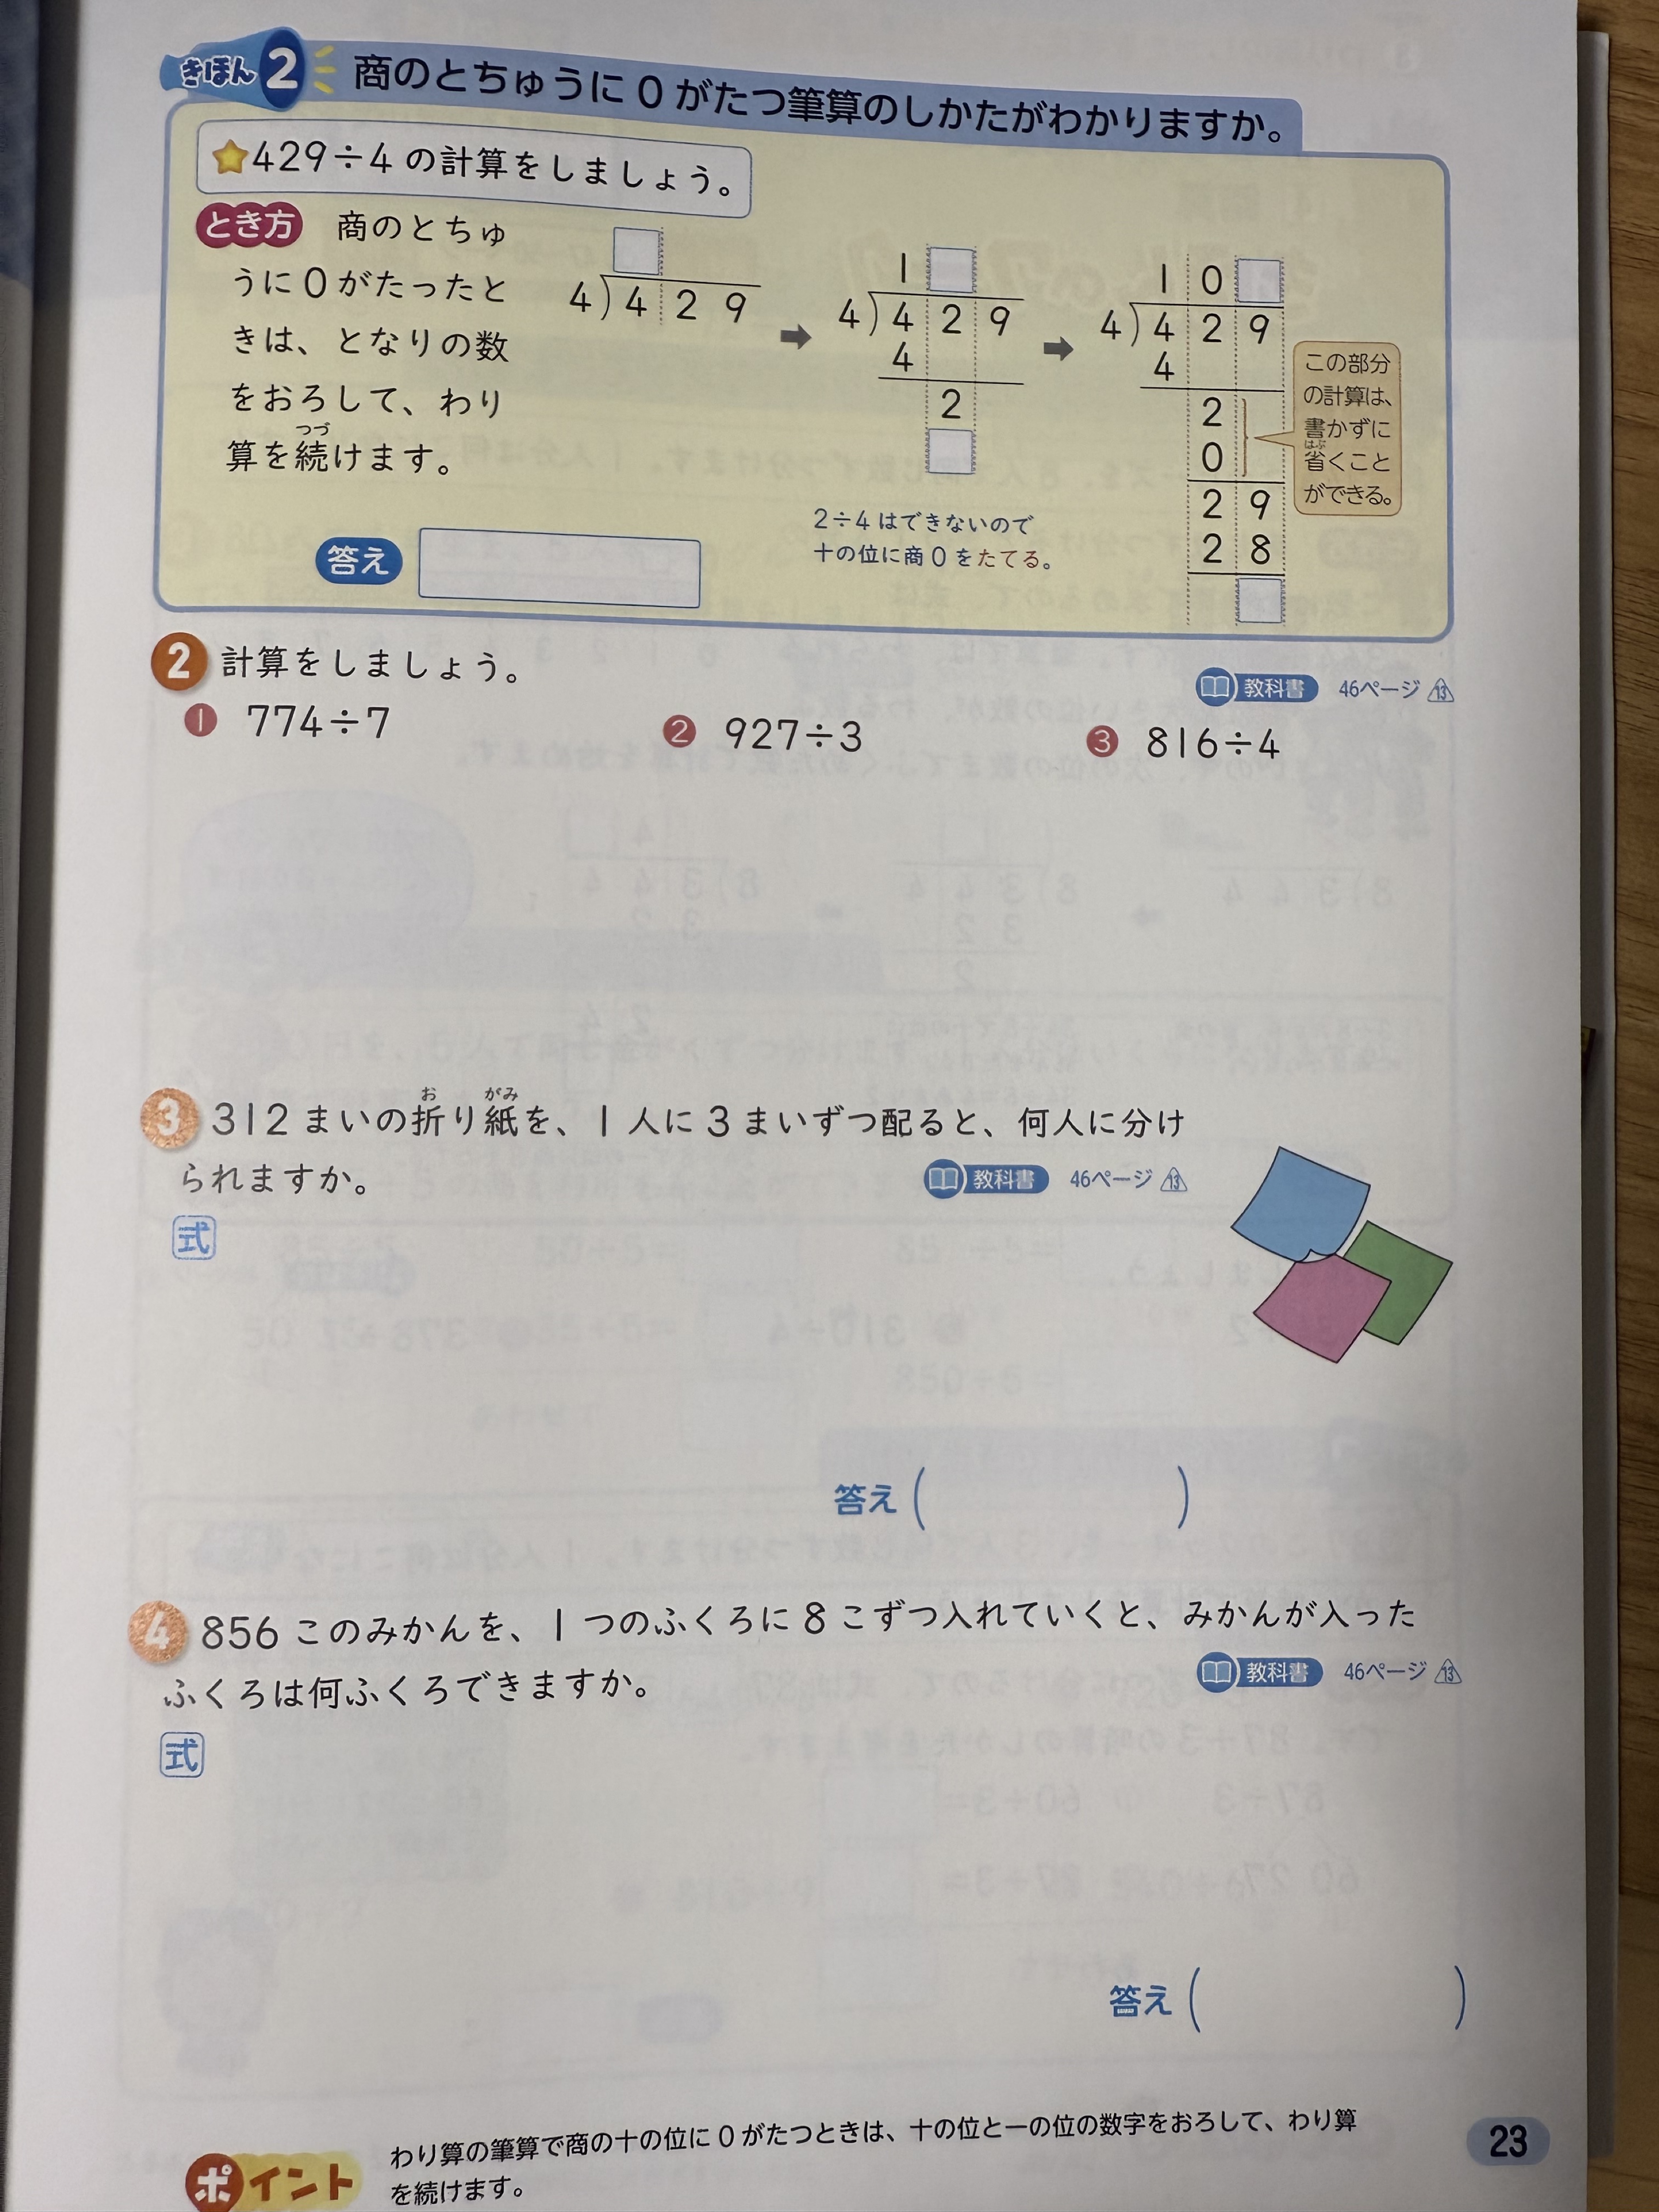 きほん 2 商のとちゅうに 0 がたつ筆算のしかたがわかりますか。
429÷4 の計算をしましょう。
とき方 商のとちゅ
うに 0 がたったと
きは、となりの数
をおろして、わり
算を続けます。
つづ
4)429
1
4)429
4
2
2÷4 はできないので
十の位に商 0 をたてる。
10
4)429
4
2
0
29
28
この部分
の計算は、
書かずに
はぶ
省くこと
ができる。
答え
2 計算をしましょう。
教科書 46ページ 13
1 774÷7
2 927÷3
3 816÷4
お がみ
3 312 まいの折り紙を、1 人に 3 まいずつ配ると、何人に分け
られますか。
教科書 46ページ 13
式
答え ( )
4 856 このみかんを、1 つのふくろに 8 こずつ入れていくと、みかんが入った
ふくろは何ふくろできますか。
教科書 46ページ 13
式
答え ( )
ポイント
わり算の筆算で商の十の位に 0 がたつときは、十の位と一の位の数字をおろして、わり算
を続けます。
23